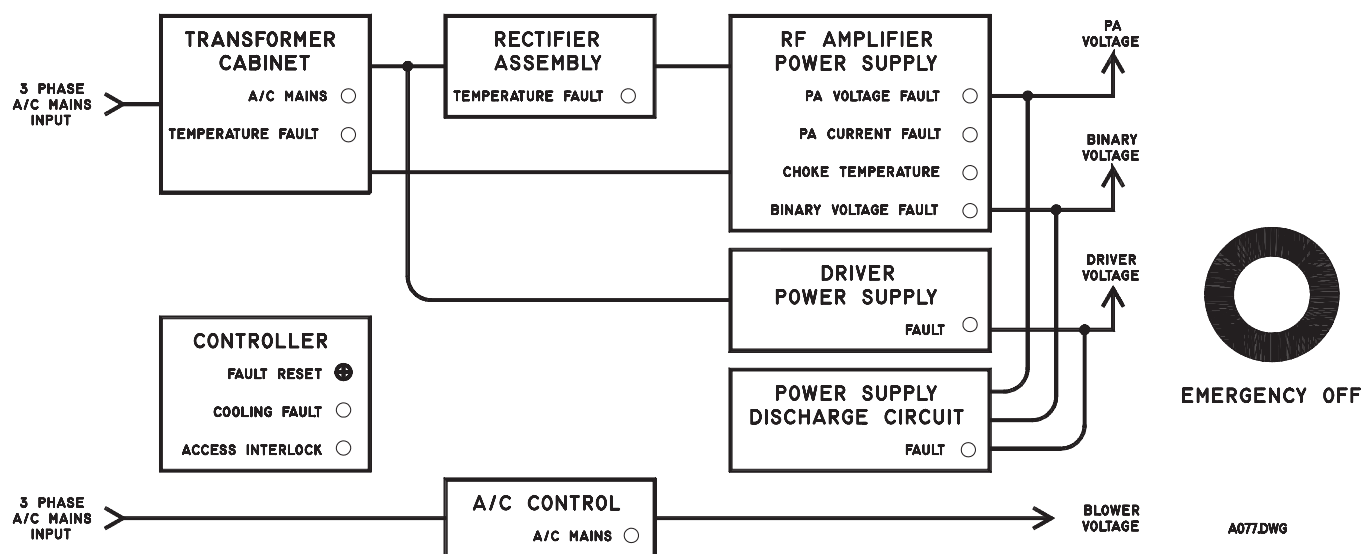 3 PHASE
A/C MAINS
INPUT
TRANSFORMER
CABINET
A/C MAINS
TEMPERATURE FAULT
RECTIFIER
ASSEMBLY
TEMPERATURE FAULT
RF AMPLIFIER
POWER SUPPLY
PA VOLTAGE FAULT
PA CURRENT FAULT
CHOKE TEMPERATURE
BINARY VOLTAGE FAULT
PA
VOLTAGE
BINARY
VOLTAGE
DRIVER
POWER SUPPLY
FAULT
DRIVER
VOLTAGE
CONTROLLER
FAULT RESET
COOLING FAULT
ACCESS INTERLOCK
POWER SUPPLY
DISCHARGE CIRCUIT
FAULT
EMERGENCY OFF
3 PHASE
A/C MAINS
INPUT
A/C CONTROL
A/C MAINS
BLOWER
VOLTAGE
A077.DWG